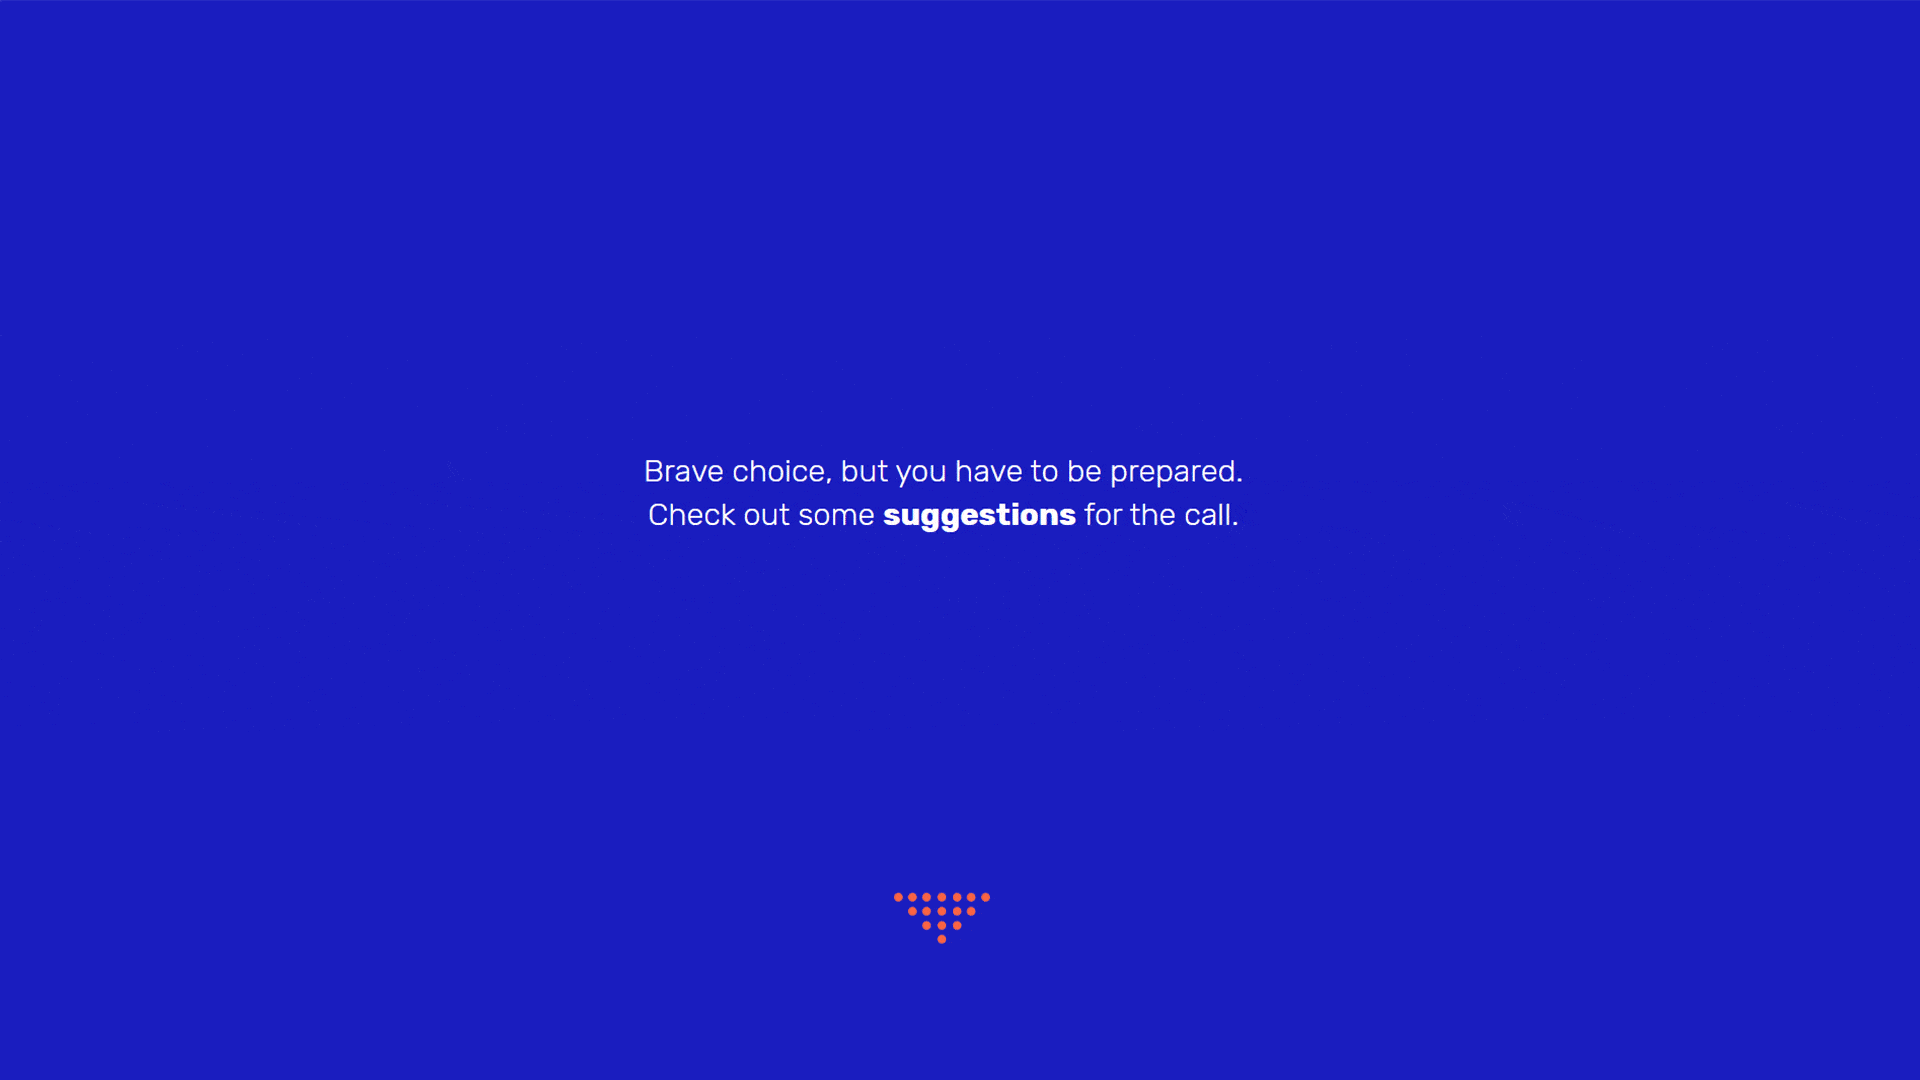 Brave choice, but you have to be prepared.
Check out some suggestions for the call.